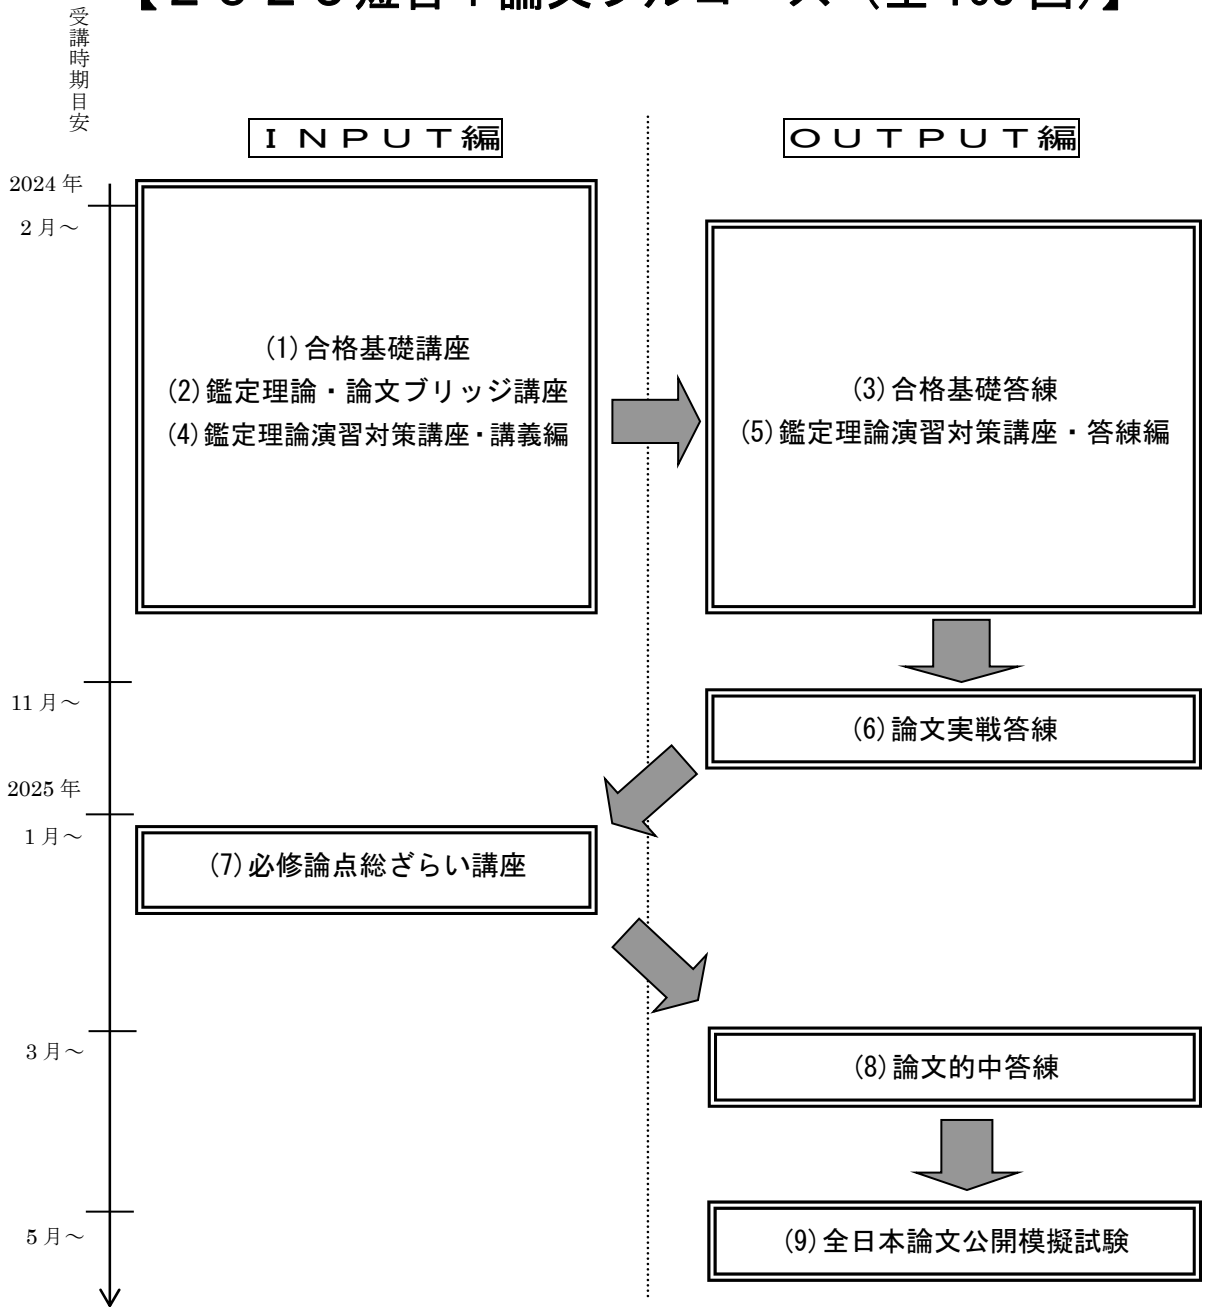 受講時期目安
INPUT編
OUTPUT編
2024年
2月～
(1)合格基礎講座
(2)鑑定理論・論文ブリッジ講座
(4)鑑定理論演習対策講座・講義編
(3)合格基礎答練
(5)鑑定理論演習対策講座・答練編
11月～
(6)論文実戦答練
2025年
1月～
(7)必修論点総ざらい講座
3月～
(8)論文的中答練
5月～
(9)全日本論文公開模擬試験